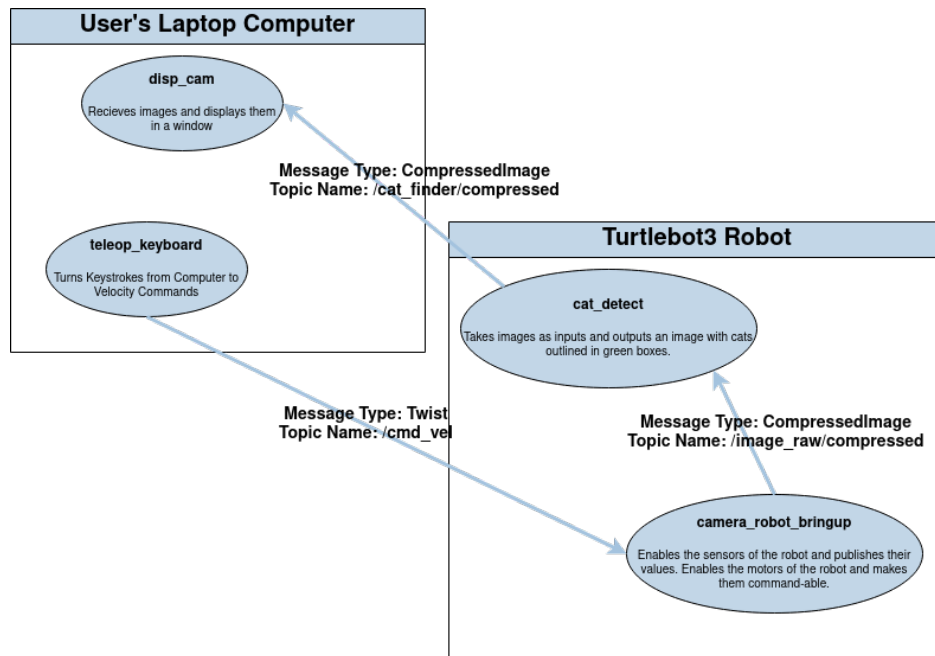 User's Laptop Computer
disp_cam
Recieves images and displays them
in a window
Message Type: CompressedImage
Topic Name: /cat_finder/compressed
teleop_keyboard
Turns Keystrokes from Computer to
Velocity Commands
Turtlebot3 Robot
cat_detect
Takes images as inputs and outputs an image with cats
outlined in green boxes.
Message Type: Twist
Topic Name: /cmd_vel
Message Type: CompressedImage
Topic Name: /image_raw/compressed
camera_robot_bringup
Enables the sensors of the robot and publishes their
values. Enables the motors of the robot and makes
them command-able.